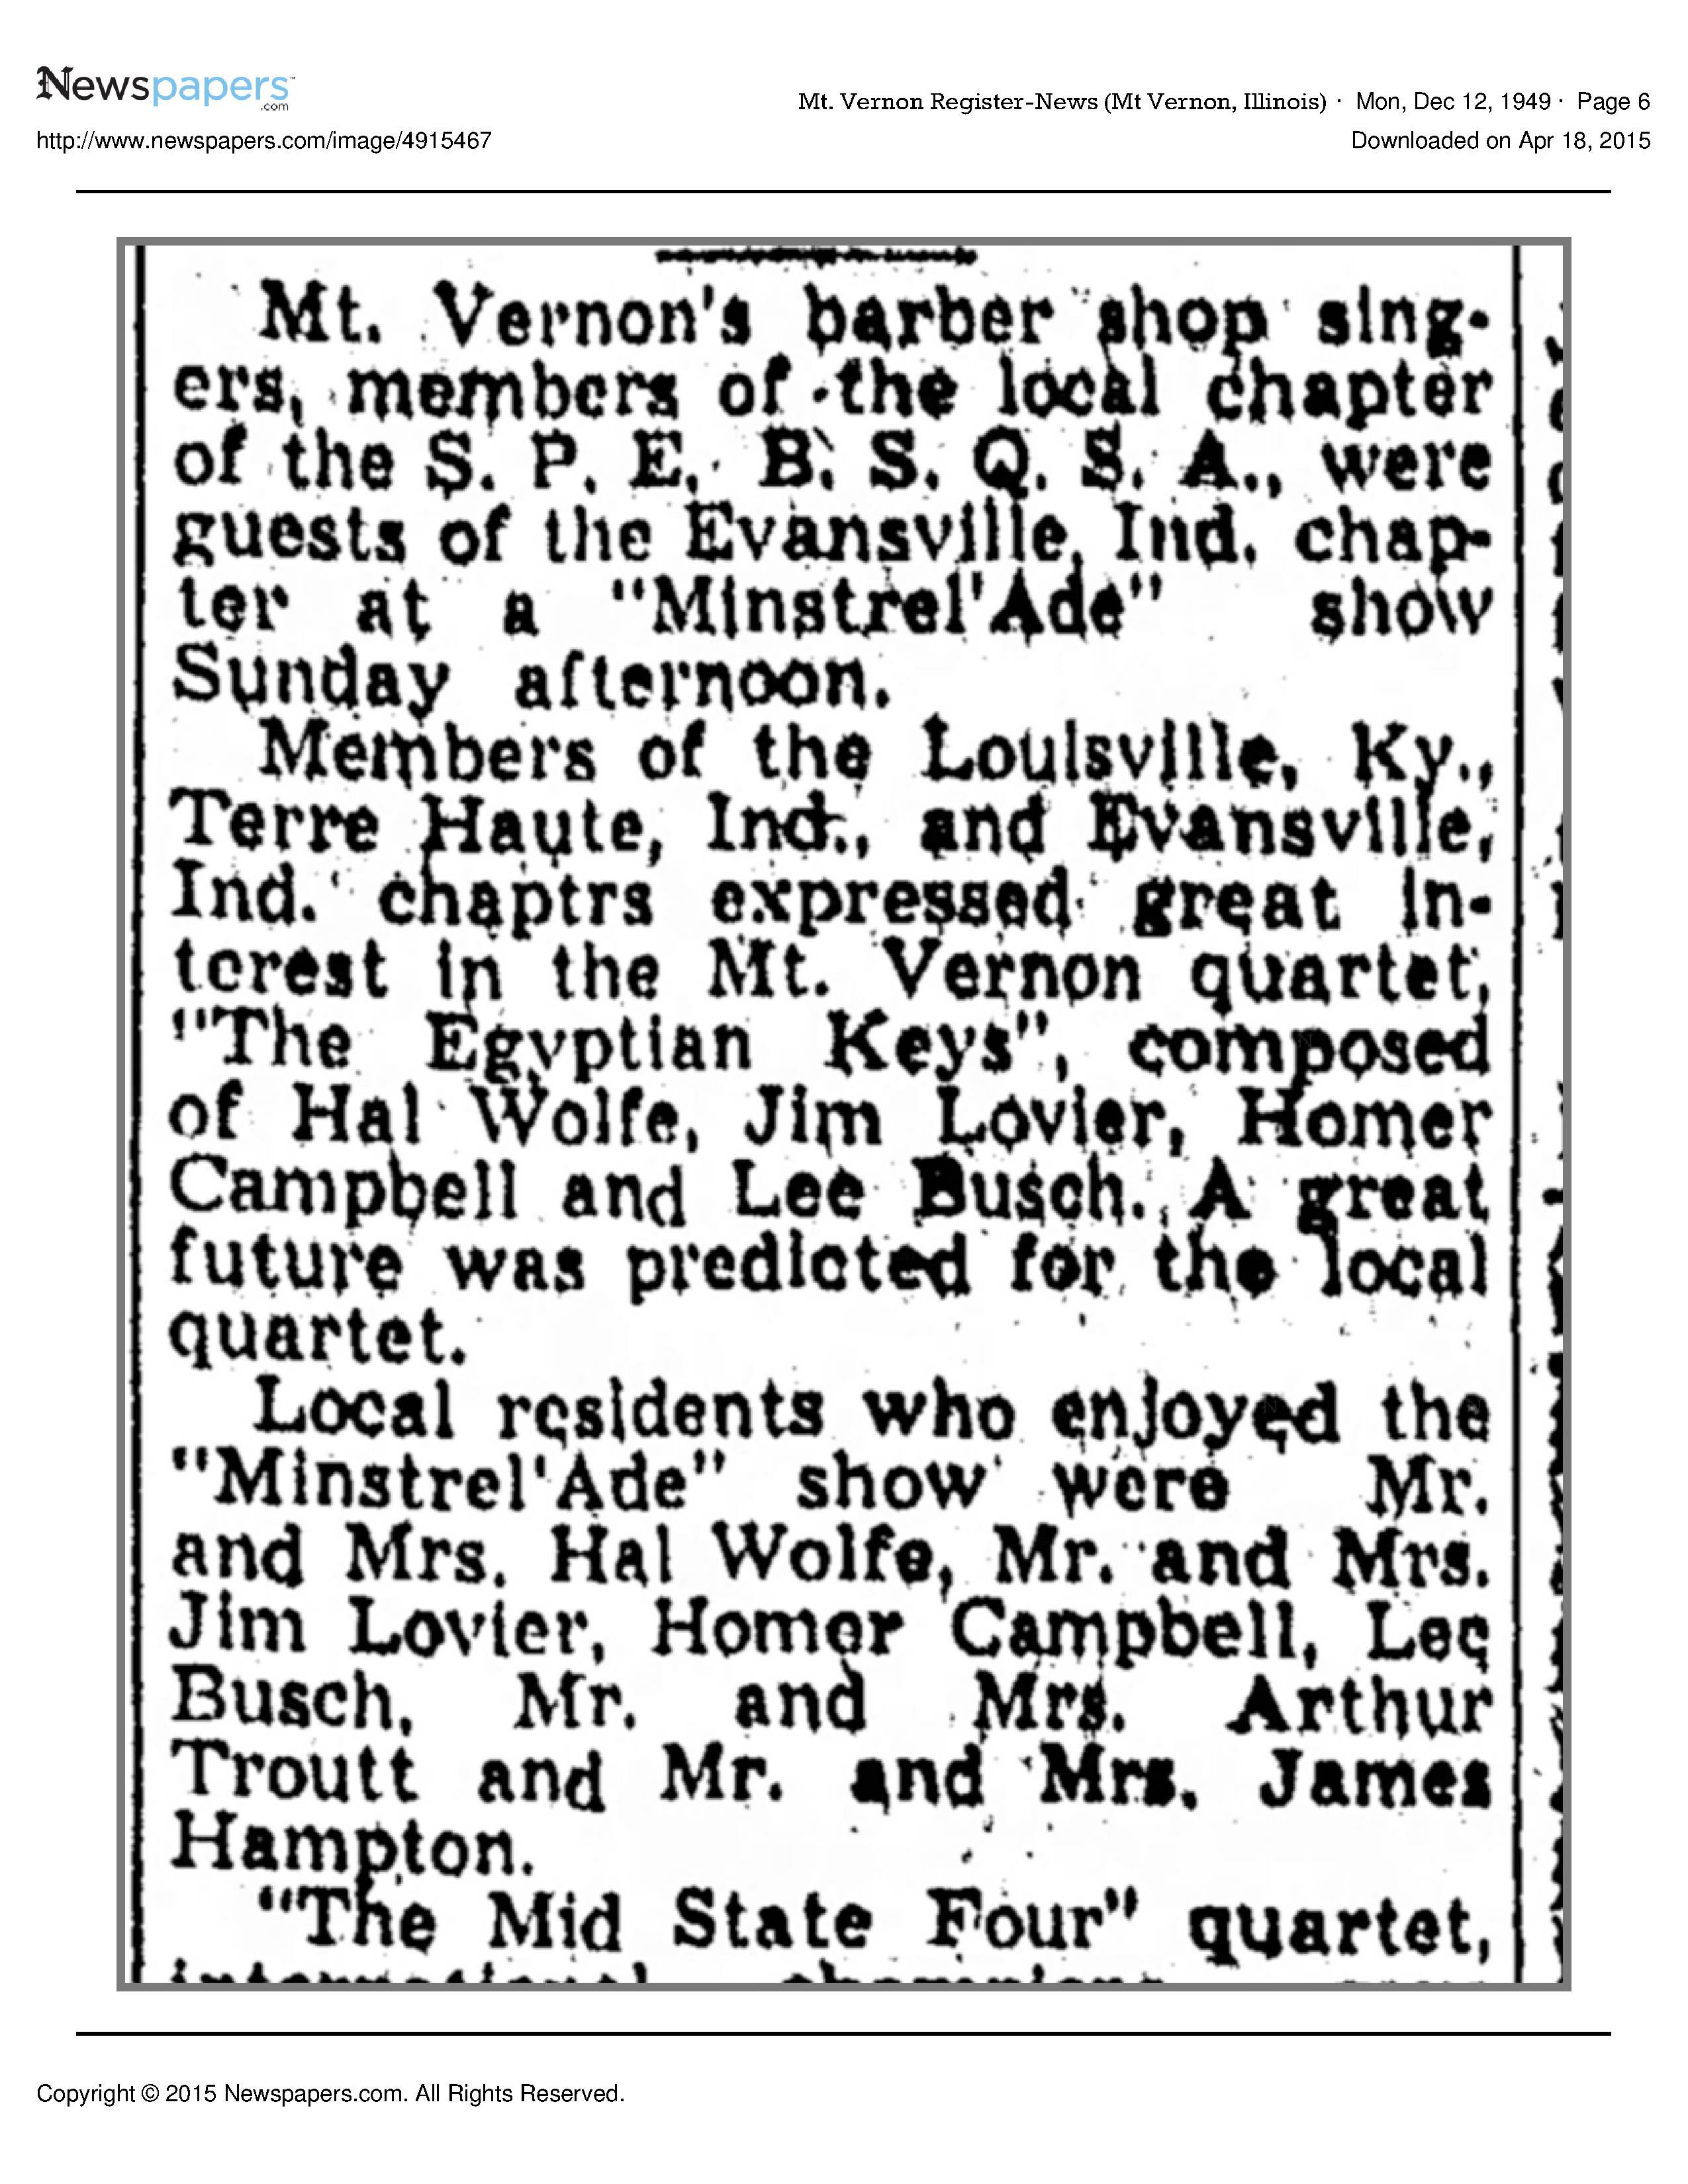 Newspapers™
.com
Mt. Vernon Register-News (Mt Vernon, Illinois) · Mon, Dec 12, 1949 · Page 6
http://www.newspapers.com/image/4915467
Downloaded on Apr 18, 2015
Mt. Vernon's barber shop sing-
ers, members of the local chapter
of the S. P. E. B. S. Q. S. A., were
guests of the Evansville, Ind. chap-
ter at a "Minstrel'Ade" show
Sunday afternoon.
Members of the Louisville, Ky.,
Terre Haute, Ind., and Evansville,
Ind. chaptrs expressed great in-
terest in the Mt. Vernon quartet,
"The Egyptian Keys", composed
of Hal Wolfe, Jim Lovier, Homer
Campbell and Lee Busch. A great
future was predicted for the local
quartet.
Local residents who enjoyed the
"Minstrel'Ade" show were Mr.
and Mrs. Hal Wolfe, Mr. and Mrs.
Jim Lovier, Homer Campbell, Lee
Busch, Mr. and Mrs. Arthur
Troutt and Mr. and Mrs. James
Hampton.
"The Mid State Four" quartet,
Copyright © 2015 Newspapers.com. All Rights Reserved.